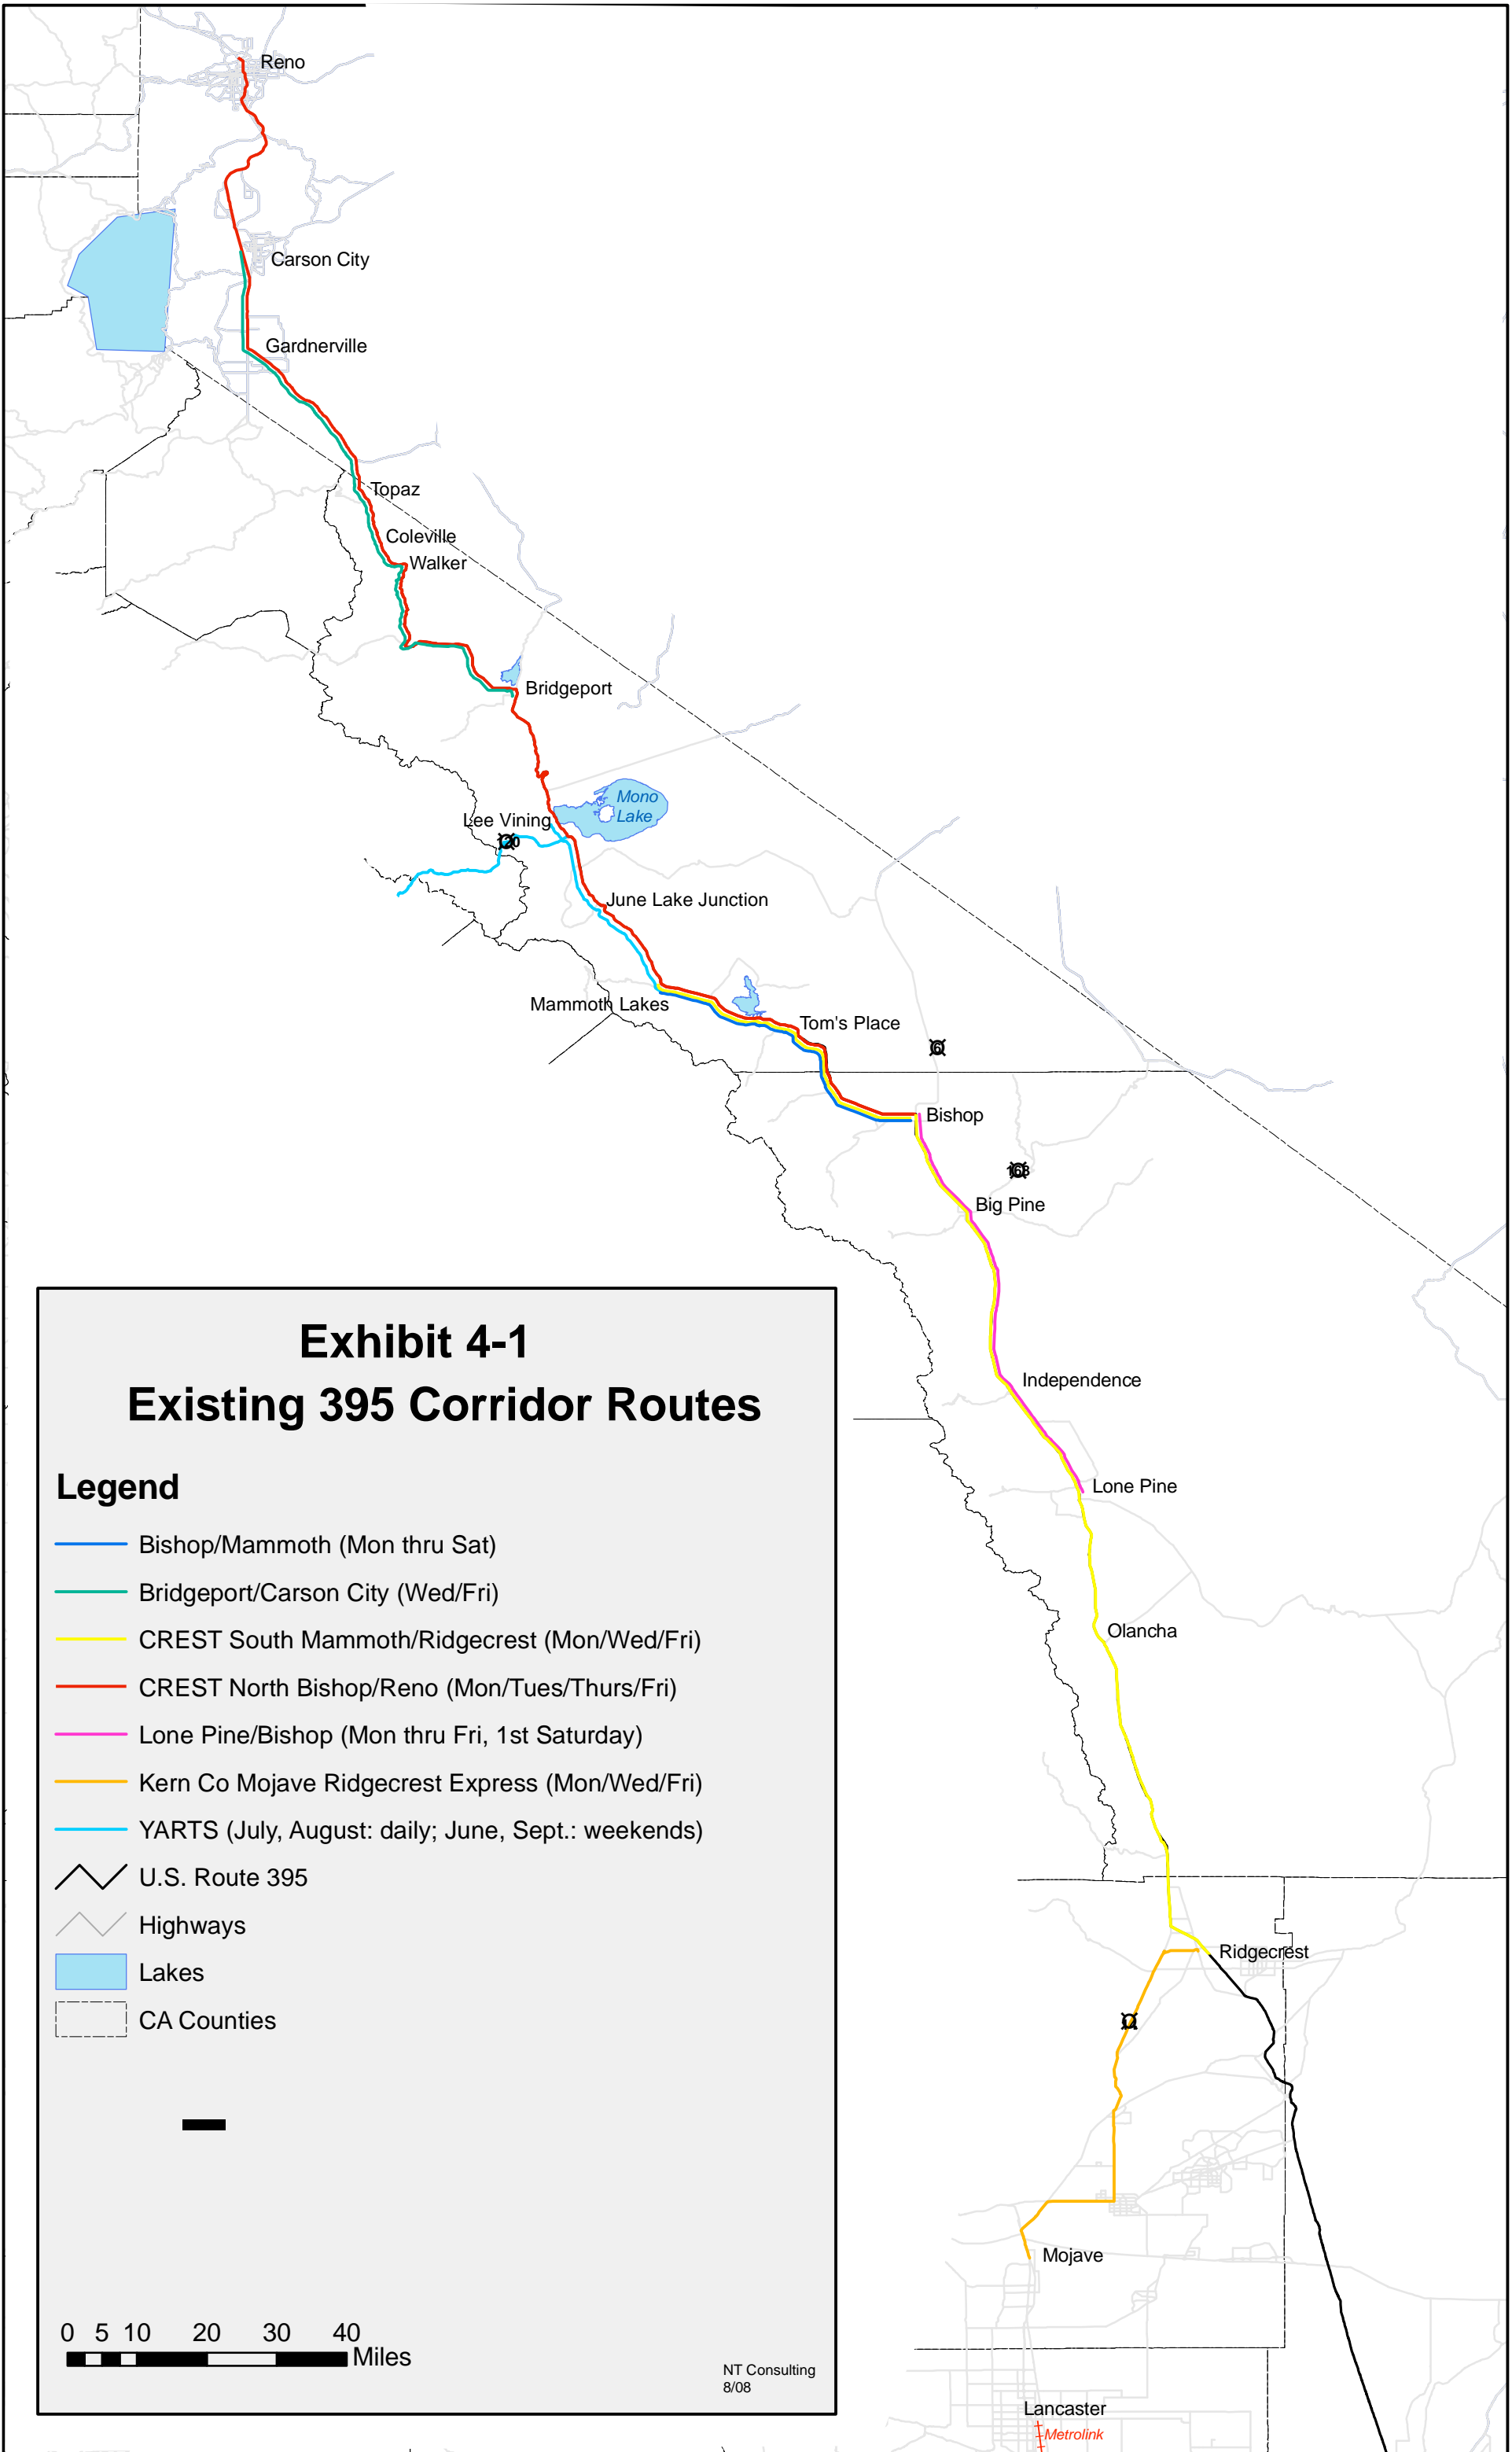 Reno
Carson City
Gardnerville
Topaz
Coleville
Walker
Bridgeport
Mono
Lake
Lee Vining
120
June Lake Junction
Mammoth Lakes
Tom's Place
6
Bishop
168
Big Pine
Independence
Lone Pine
Olancha
Ridgecrest
Mojave
Lancaster
Metrolink
Exhibit 4-1
Existing 395 Corridor Routes
Legend
Bishop/Mammoth (Mon thru Sat)
Bridgeport/Carson City (Wed/Fri)
CREST South Mammoth/Ridgecrest (Mon/Wed/Fri)
CREST North Bishop/Reno (Mon/Tues/Thurs/Fri)
Lone Pine/Bishop (Mon thru Fri, 1st Saturday)
Kern Co Mojave Ridgecrest Express (Mon/Wed/Fri)
YARTS (July, August: daily; June, Sept.: weekends)
U.S. Route 395
Highways
Lakes
CA Counties
0 5 10 20 30 40
Miles
NT Consulting
8/08